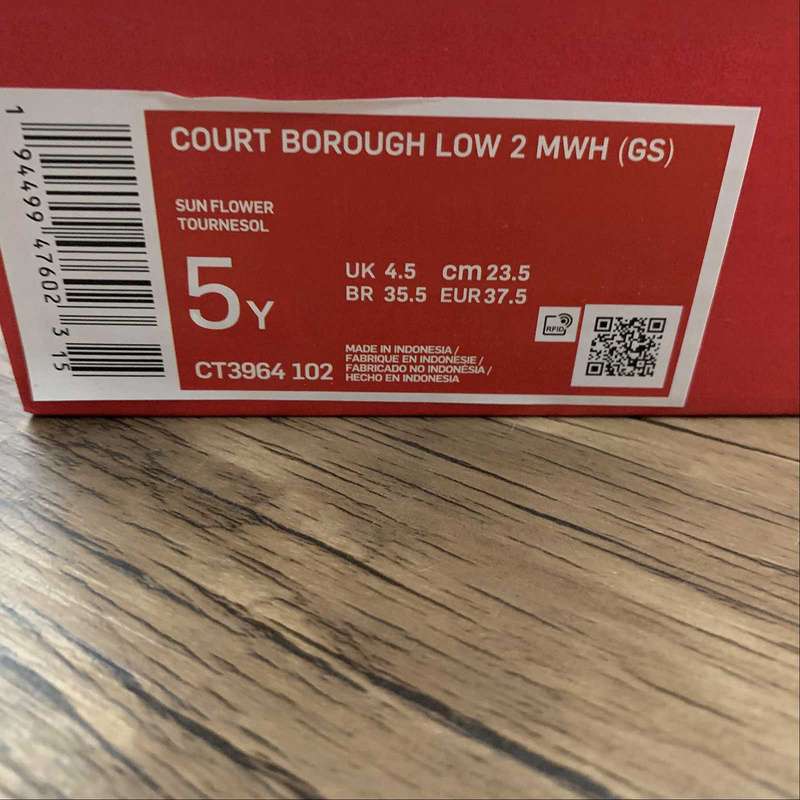 COURT BOROUGH LOW 2 MWH (GS)
SUN FLOWER
TOURNESOL
5Y
UK 4.5 cm 23.5
BR 35.5 EUR 37.5
CT3964 102
MADE IN INDONESIA /
FABRIQUE EN INDONESIE /
FABRICADO NO INDONÉSIA /
HECHO EN INDONESIA
RFID
1 94499 47602 3 15